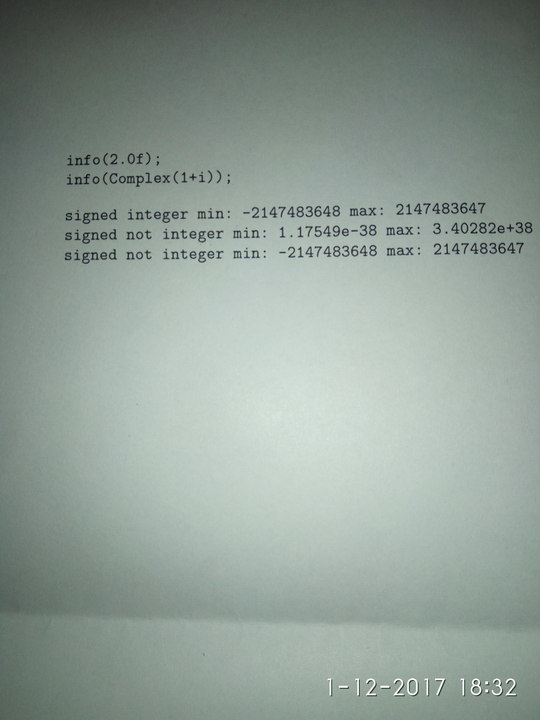 info(2.0f);
info(Complex(1+i));
signed integer min: -2147483648 max: 2147483647
signed not integer min: 1.17549e-38 max: 3.40282e+38
signed not integer min: -2147483648 max: 2147483647
1-12-2017 18:32